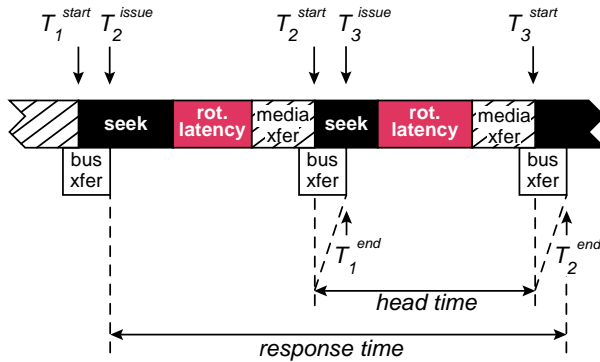 T1start T2issue T2start T3issue T3start
seek rot. latency media xfer seek rot. latency media xfer
bus xfer bus xfer bus xfer
T1end T2end
head time
response time